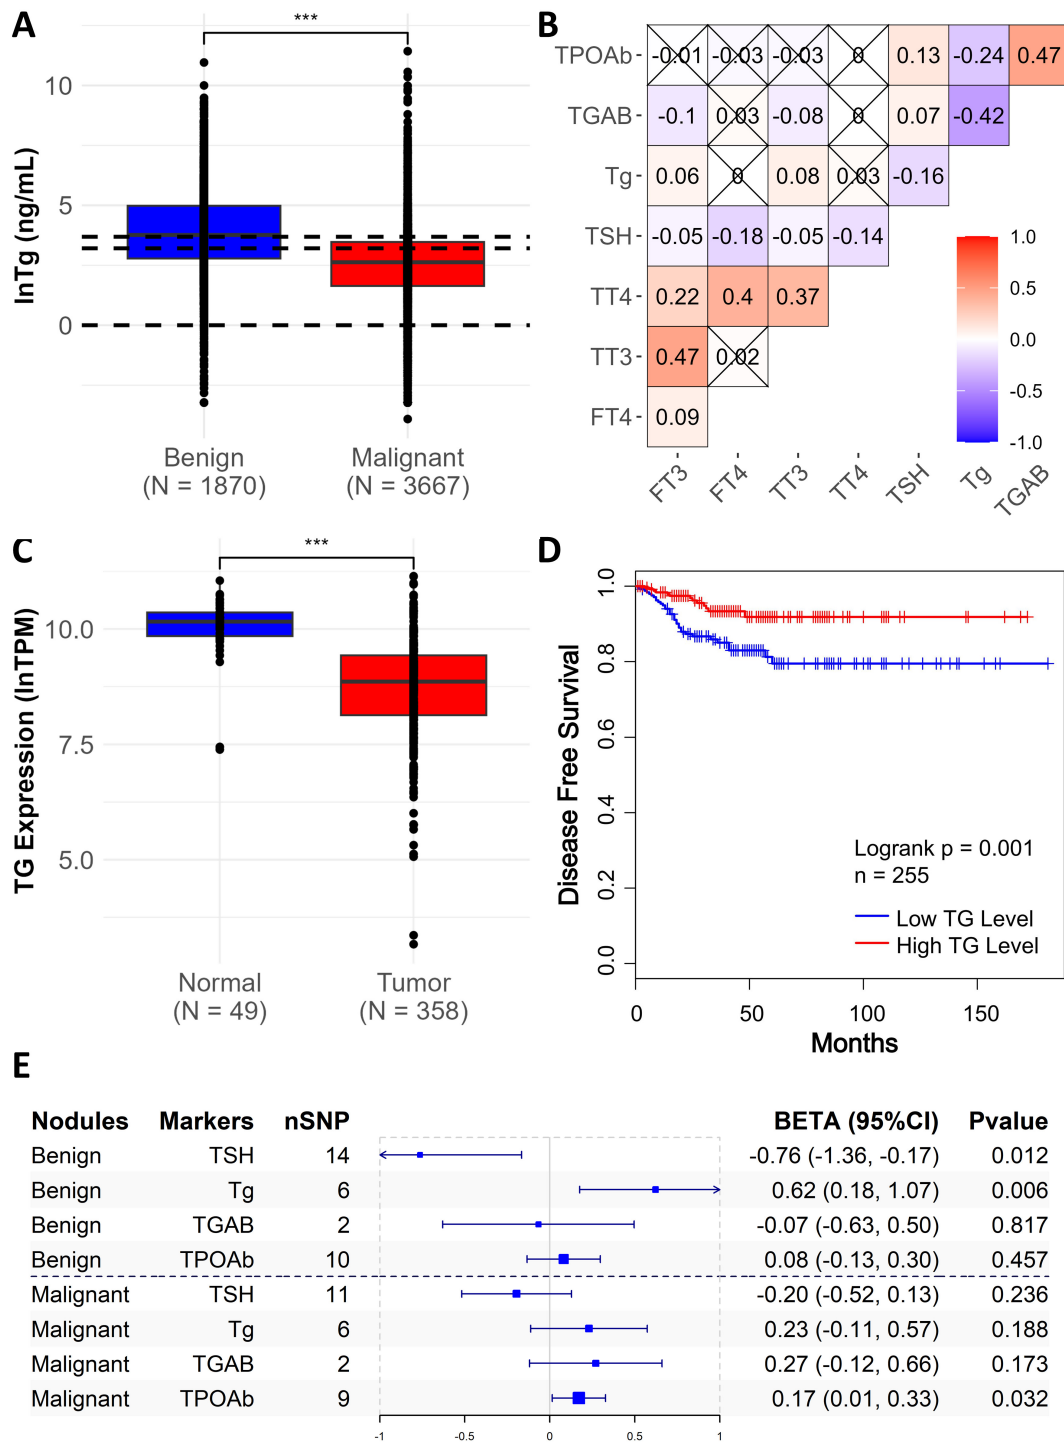 A
***
lnTg (ng/mL)
10
5
0
Benign
(N = 1870)
Malignant
(N = 3667)
B
TPOAb -0.01 -0.03 -0.03 0 0.13 -0.24 0.47
TGAB -0.1 0.03 -0.08 0 0.07 -0.42
Tg 0.06 0 0.08 0.03 -0.16
TSH -0.05 -0.18 -0.05 -0.14
TT4 0.22 0.4 0.37
TT3 0.47 0.02
FT4 0.09
FT3 FT4 TT3 TT4 TSH Tg TGAB
1.0
0.5
0.0
-0.5
-1.0
C
***
TG Expression (lnTPM)
10.0
7.5
5.0
Normal
(N = 49)
Tumor
(N = 358)
D
Disease Free Survival
1.0
0.8
0.6
0.4
0.2
0.0
Logrank p = 0.001
n = 255
Low TG Level
High TG Level
0 50 100 150
Months
E
Nodules Markers nSNP BETA (95%CI) Pvalue
Benign TSH 14 -0.76 (-1.36, -0.17) 0.012
Benign Tg 6 0.62 (0.18, 1.07) 0.006
Benign TGAB 2 -0.07 (-0.63, 0.50) 0.817
Benign TPOAb 10 0.08 (-0.13, 0.30) 0.457
Malignant TSH 11 -0.20 (-0.52, 0.13) 0.236
Malignant Tg 6 0.23 (-0.11, 0.57) 0.188
Malignant TGAB 2 0.27 (-0.12, 0.66) 0.173
Malignant TPOAb 9 0.17 (0.01, 0.33) 0.032
-1 -0.5 0 0.5 1